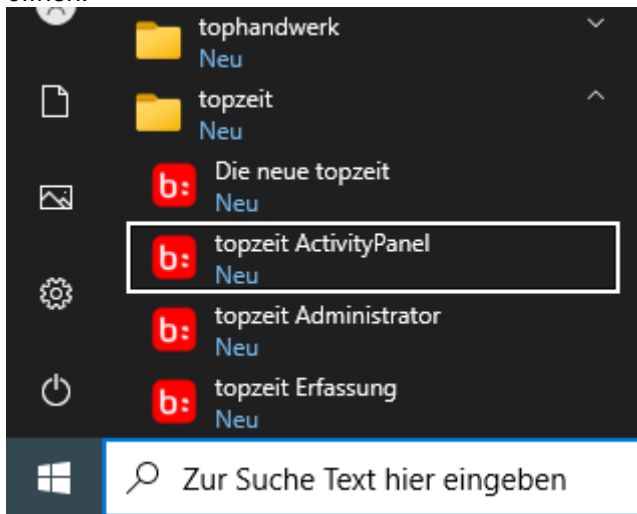 tophandwerk
Neu
topzeit
Neu
b: Die neue topzeit
Neu
b: topzeit ActivityPanel
Neu
b: topzeit Administrator
Neu
b: topzeit Erfassung
Neu
Zur Suche Text hier eingeben